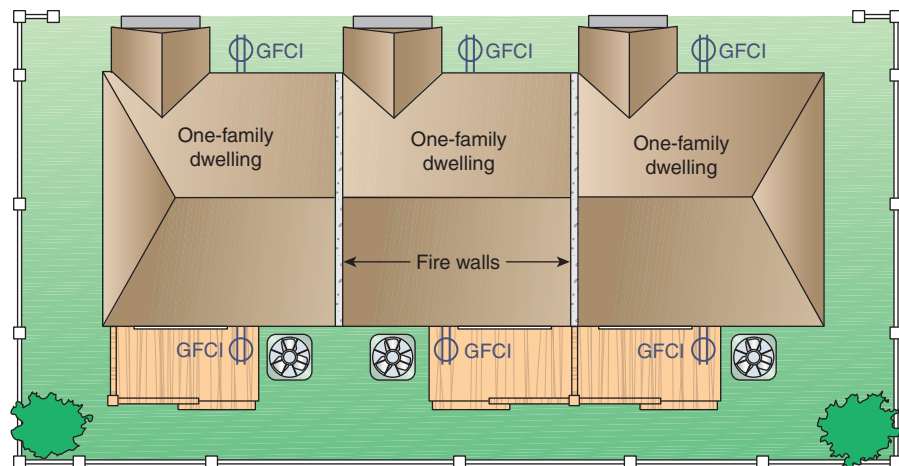 GFCI
GFCI
GFCI
One-family
dwelling
One-family
dwelling
One-family
dwelling
Fire walls
GFCI
GFCI
GFCI